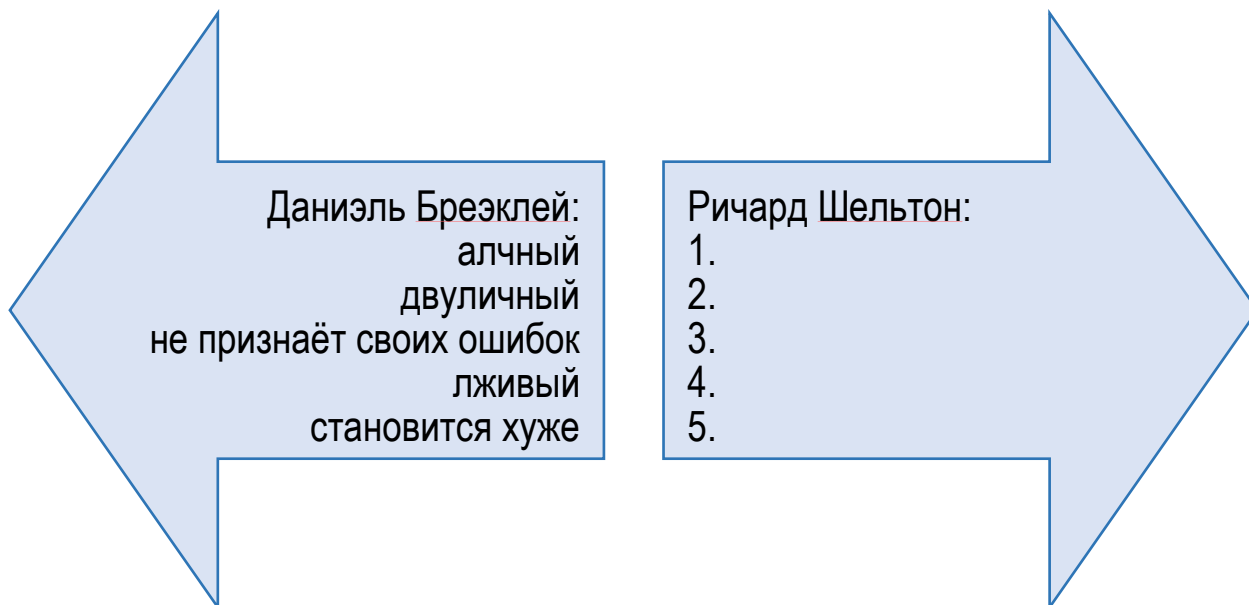 Даниэль Бреэклей:
алчный
двуличный
не признаёт своих ошибок
лживый
становится хуже
Ричард Шельтон:
1.
2.
3.
4.
5.